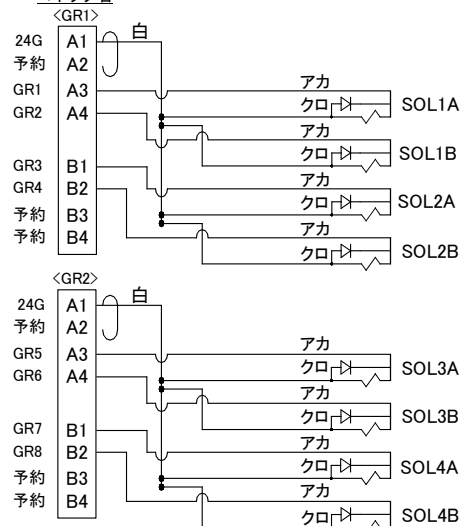 <GR1>
24G A1 白
予約 A2
GR1 A3 アカ
クロ SOL1A
GR2 A4 アカ
クロ SOL1B
GR3 B1 アカ
GR4 B2 クロ SOL2A
予約 B3 アカ
予約 B4 クロ SOL2B
<GR2>
24G A1 白
予約 A2
GR5 A3 アカ
クロ SOL3A
GR6 A4 アカ
クロ SOL3B
GR7 B1 アカ
GR8 B2 クロ SOL4A
予約 B3 アカ
予約 B4 クロ SOL4B